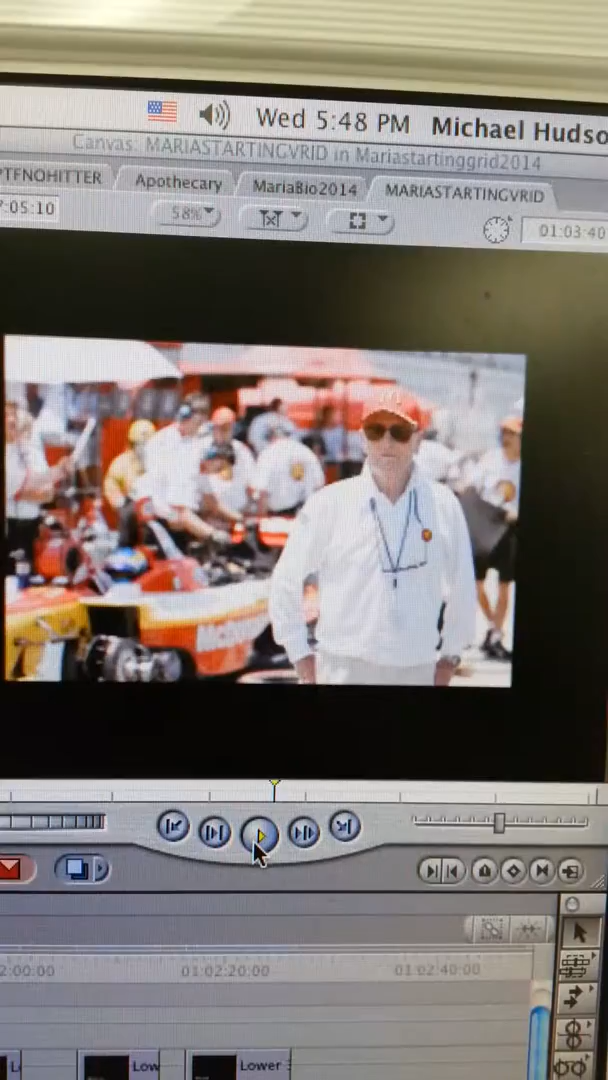 Wed 5:48 PM Michael Hudso
Canvas: MARIASTARTINGVRID in Mariastartinggrid2014
PTFNOHITTER Apothecary MariaBio2014 MARIASTARTINGVRID
:05:10 58% 01:03:40
2:00:00 01:02:20:00 01:02:40:00
Low Lower 3